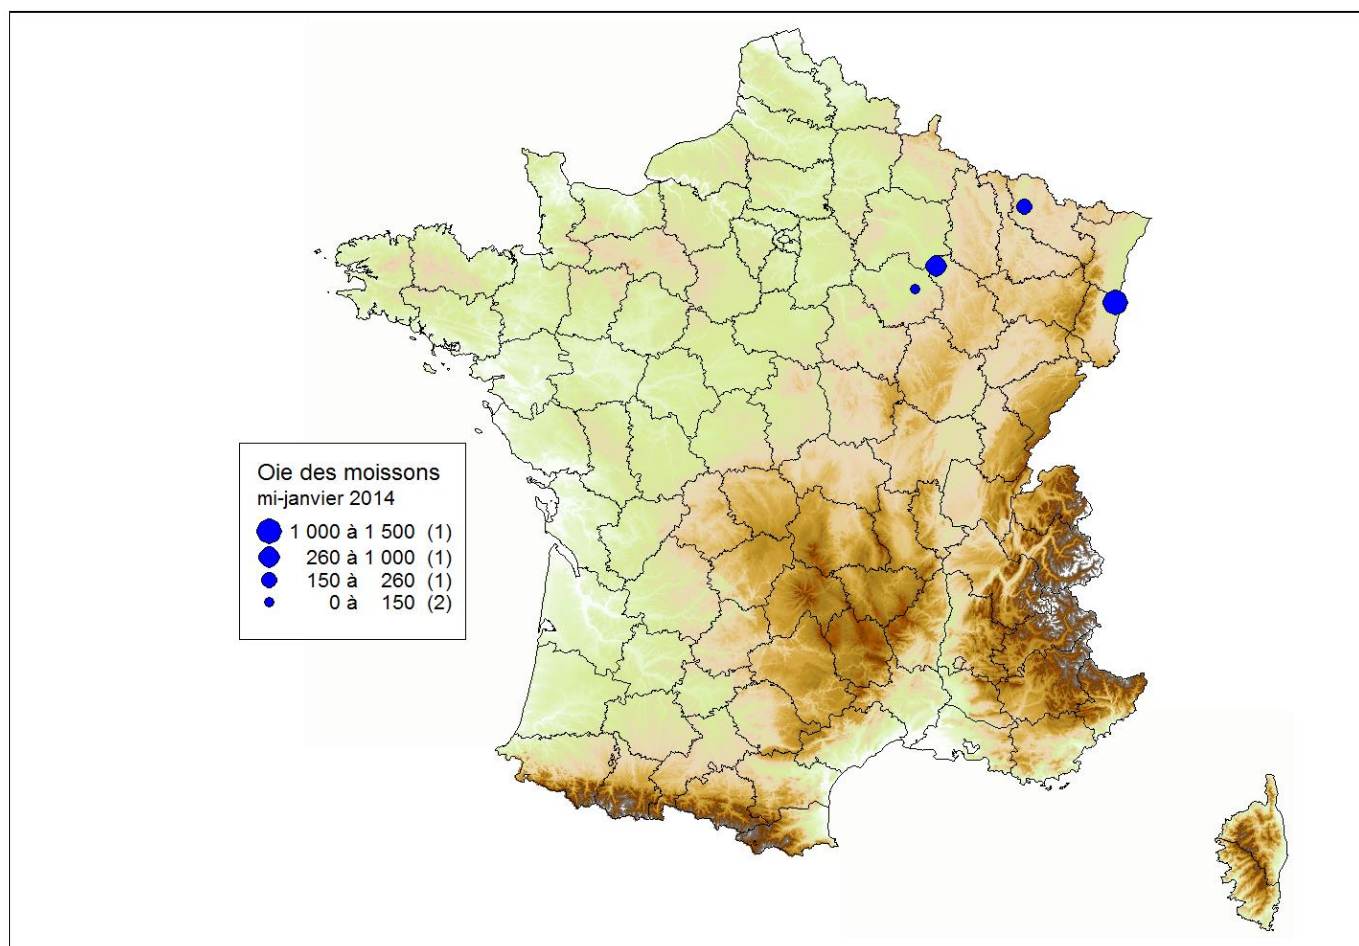 Oie des moissons
mi-janvier 2014
1 000 à 1 500 (1)
260 à 1 000 (1)
150 à 260 (1)
0 à 150 (2)